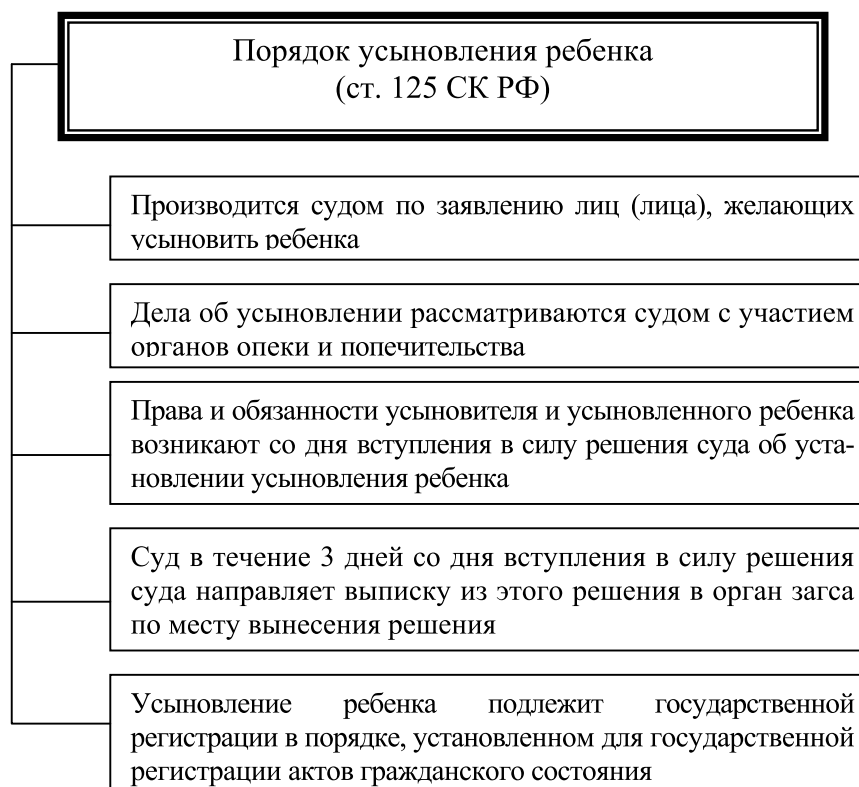 Порядок усыновления ребенка
(ст. 125 СК РФ)
Производится судом по заявлению лиц (лица), желающих
усыновить ребенка
Дела об усыновлении рассматриваются судом с участием
органов опеки и попечительства
Права и обязанности усыновителя и усыновленного ребенка
возникают со дня вступления в силу решения суда об уста-
новлении усыновления ребенка
Суд в течение 3 дней со дня вступления в силу решения
суда направляет выписку из этого решения в орган загса
по месту вынесения решения
Усыновление ребенка подлежит государственной
регистрации в порядке, установленном для государственной
регистрации актов гражданского состояния